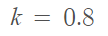 k = 0.8